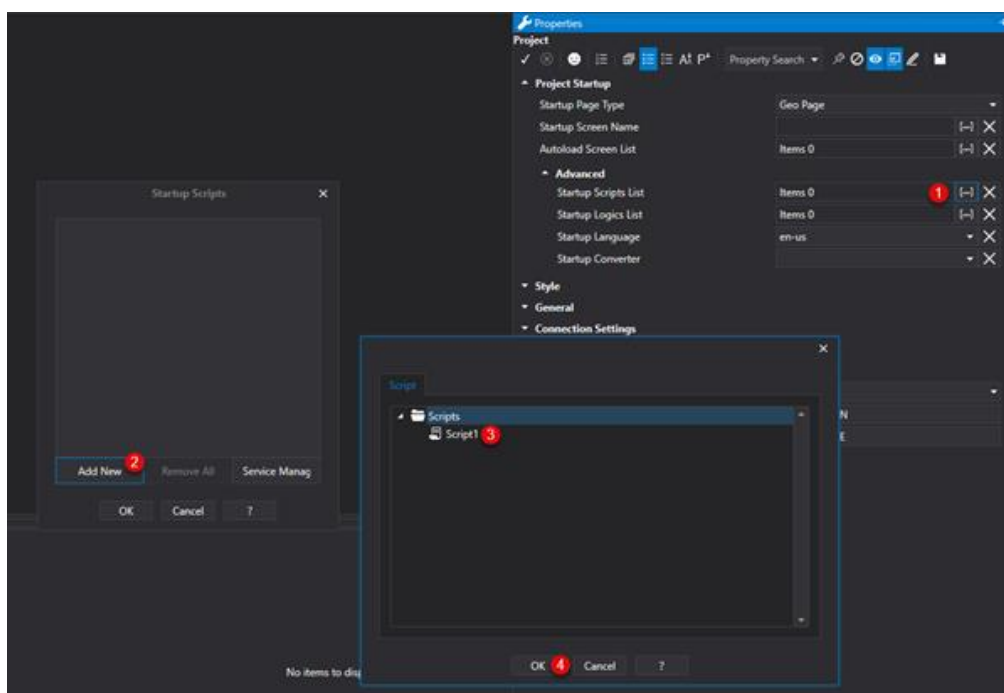 Properties
Project
Property Search
Project Startup
Startup Page Type Geo Page
Startup Screen Name
Autoload Screen List Items 0
Advanced
Startup Scripts List Items 0 1
Startup Logics List Items 0
Startup Language en-us
Startup Converter
Style
General
Connection Settings
Startup Scripts
Add New 2 Remove All Service Manag
OK Cancel ?
Script
Scripts
Script1 3
OK 4 Cancel ?
N
E
No items to disp